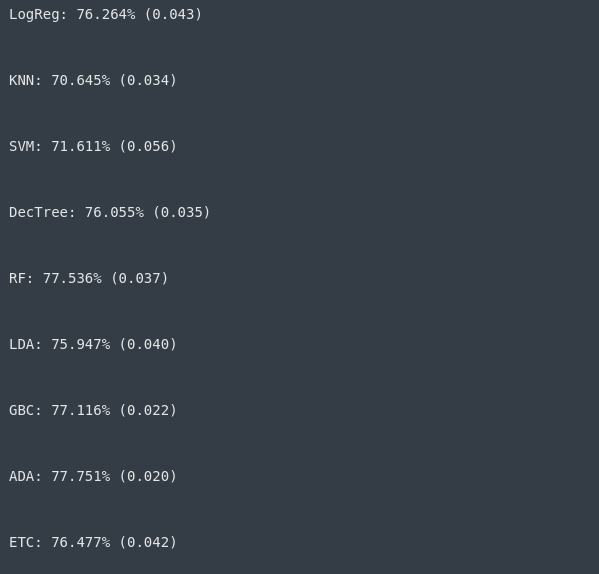 LogReg: 76.264% (0.043)
KNN: 70.645% (0.034)
SVM: 71.611% (0.056)
DecTree: 76.055% (0.035)
RF: 77.536% (0.037)
LDA: 75.947% (0.040)
GBC: 77.116% (0.022)
ADA: 77.751% (0.020)
ETC: 76.477% (0.042)